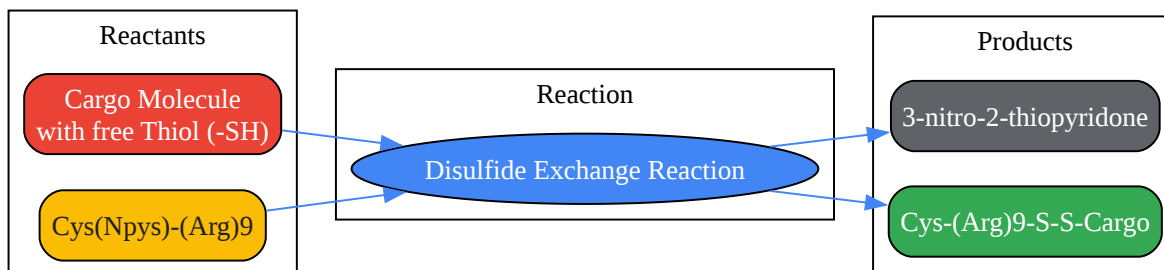 Reactants
Cargo Molecule
with free Thiol (-SH)
Cys(Npys)-(Arg)9
Reaction
Disulfide Exchange Reaction
Products
3-nitro-2-thiopyridone
Cys-(Arg)9-S-S-Cargo